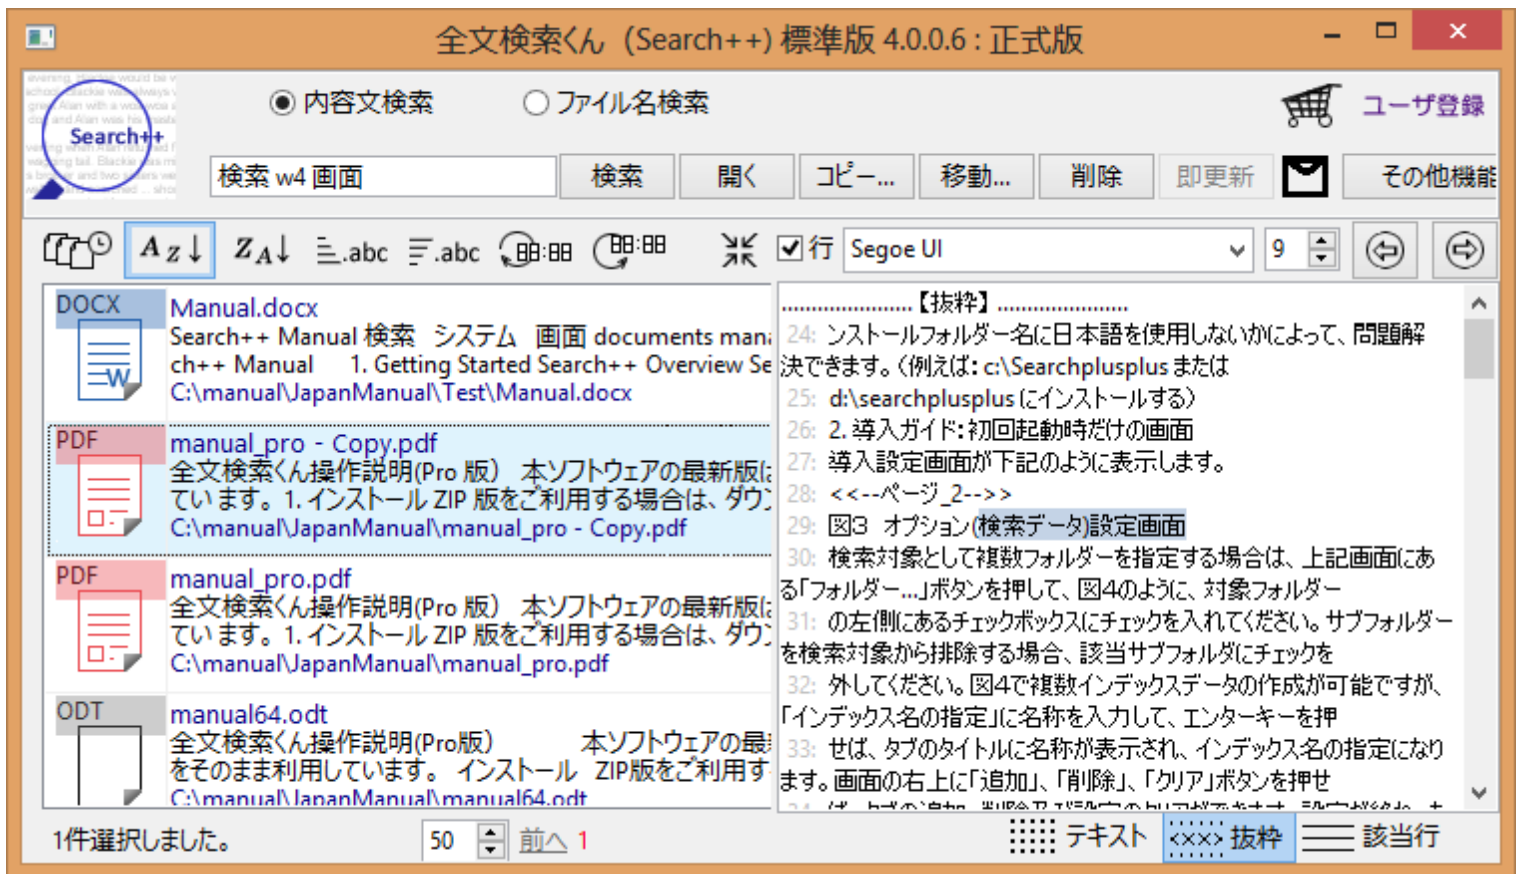 全文検索くん (Search++) 標準版 4.0.0.6 : 正式版
Search++
内容文検索 ファイル名検索
ユーザ登録
検索 w4 画面 検索 開く コピー... 移動... 削除 即更新 その他機能
A Z↓ Z A↓ .abc .abc 行 Segoe UI 9
DOCX
Manual.docx
Search++ Manual 検索 システム 画面 documents mana
ch++ Manual 1. Getting Started Search++ Overview Se
C:\manual\JapanManual\Test\Manual.docx
PDF
manual_pro - Copy.pdf
全文検索くん操作説明(Pro 版) 本ソフトウェアの最新版は
ています。1. インストール ZIP 版をご利用する場合は、ダウン
C:\manual\JapanManual\manual_pro - Copy.pdf
PDF
manual_pro.pdf
全文検索くん操作説明(Pro 版) 本ソフトウェアの最新版は
ています。1. インストール ZIP 版をご利用する場合は、ダウン
C:\manual\JapanManual\manual_pro.pdf
ODT
manual64.odt
全文検索くん操作説明(Pro版) 本ソフトウェアの最新
をそのまま利用しています。 インストール ZIP版をご利用す
C:\manual\JapanManual\manual64.odt
......................【抜粋】......................
24: ンストールフォルダー名に日本語を使用しないかによって、問題解
決できます。(例えば: c:\Searchplusplus または
25: d:\searchplusplus にインストールする)
26: 2. 導入ガイド:初回起動時だけの画面
27: 導入設定画面が下記のように表示します。
28: <<--ページ_2-->>
29: 図3 オプション(検索データ)設定画面
30: 検索対象として複数フォルダーを指定する場合は、上記画面にあ
る「フォルダー...」ボタンを押して、図4のように、対象フォルダー
31: の左側にあるチェックボックスにチェックを入れてください。サブフォルダー
を検索対象から排除する場合、該当サブフォルダにチェックを
32: 外してください。図4で複数インデックスデータの作成が可能ですが、
「インデックス名の指定」に名称を入力して、エンターキーを押
33: せば、タブのタイトルに名称が表示され、インデックス名の指定になり
ます。画面の右上に「追加」、「削除」、「クリア」ボタンを押せ
1件選択しました。 50 前へ 1 テキスト <xx> 抜粋 該当行